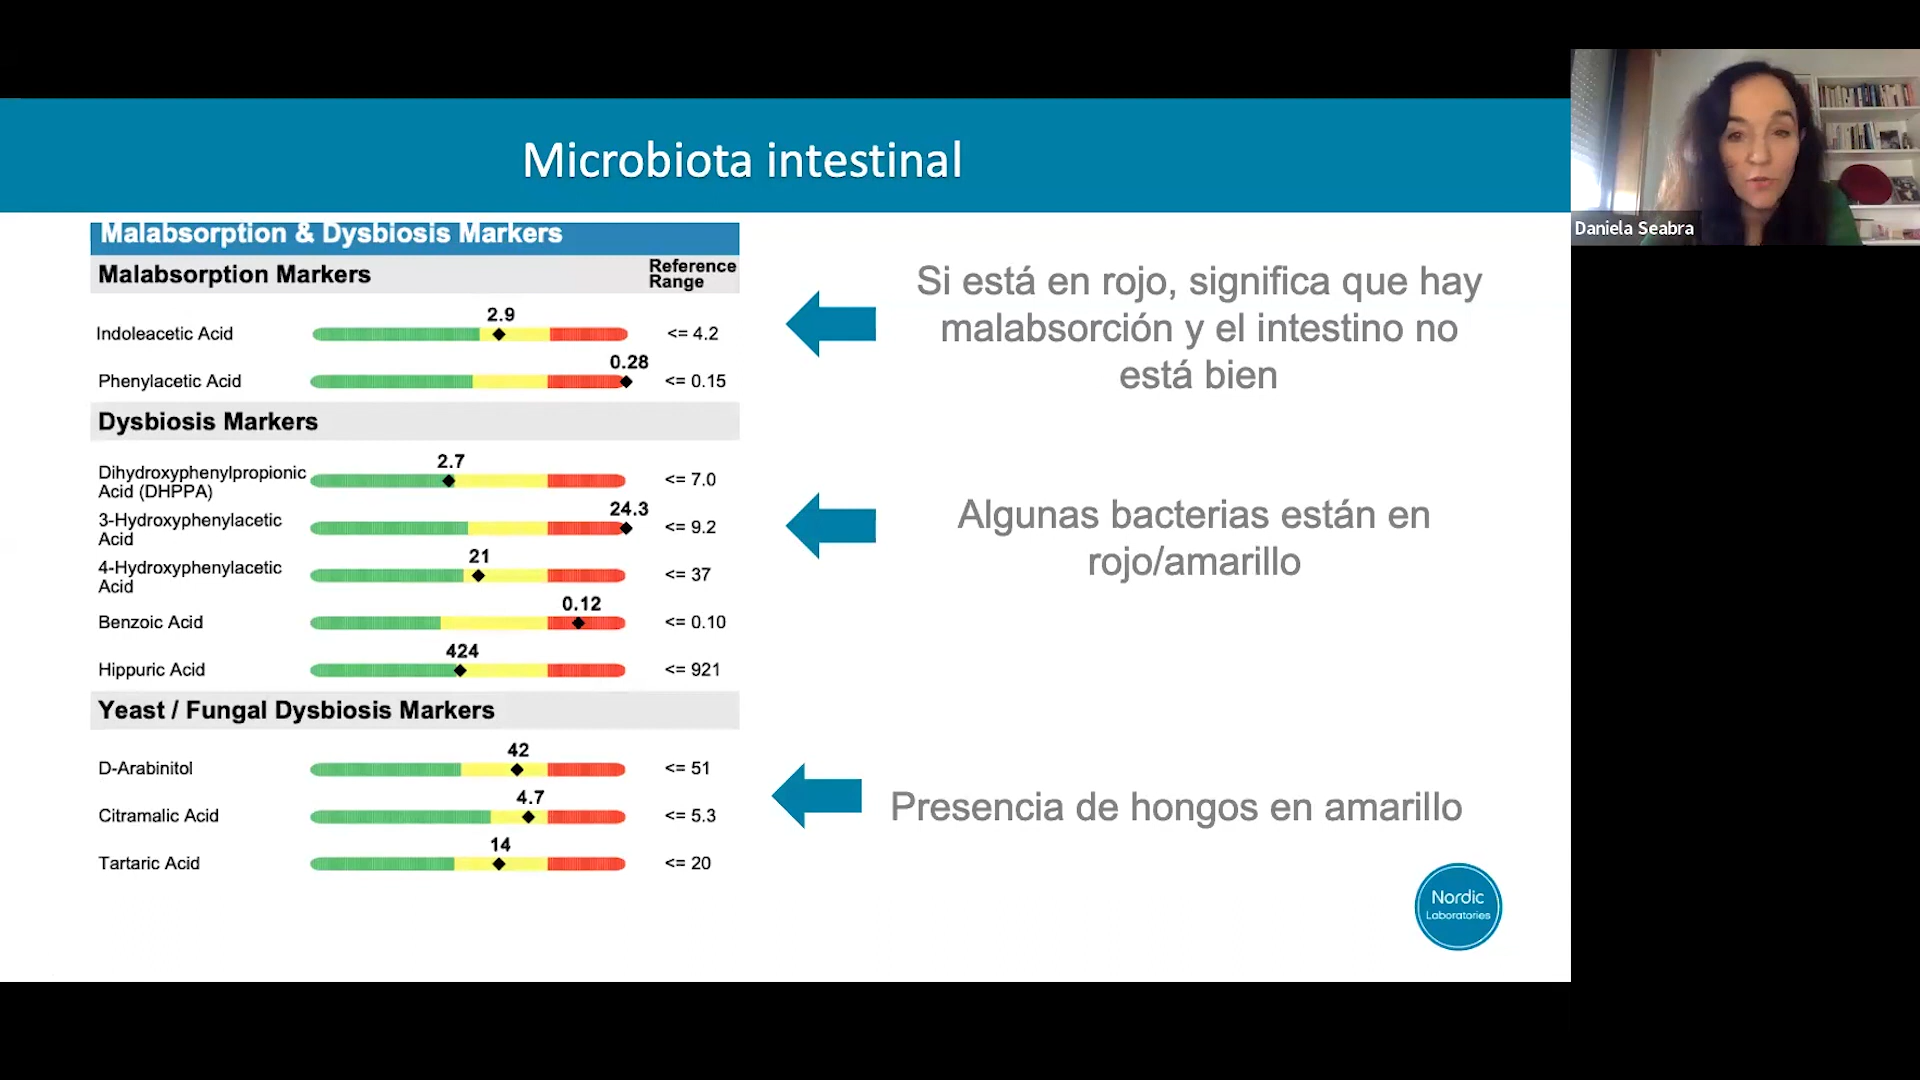 Microbiota intestinal
Daniela Seabra
Malabsorption & Dysbiosis Markers
Malabsorption Markers
Reference
Range
2.9
Indoleacetic Acid
<= 4.2
0.28
Phenylacetic Acid
<= 0.15
Dysbiosis Markers
2.7
Dihydroxyphenylpropionic
Acid (DHPPA)
<= 7.0
24.3
3-Hydroxyphenylacetic
Acid
<= 9.2
21
4-Hydroxyphenylacetic
Acid
<= 37
0.12
Benzoic Acid
<= 0.10
424
Hippuric Acid
<= 921
Yeast / Fungal Dysbiosis Markers
42
D-Arabinitol
<= 51
4.7
Citramalic Acid
<= 5.3
14
Tartaric Acid
<= 20
Si está en rojo, significa que hay
malabsorción y el intestino no
está bien
Algunas bacterias están en
rojo/amarillo
Presencia de hongos en amarillo
Nordic
Laboratories